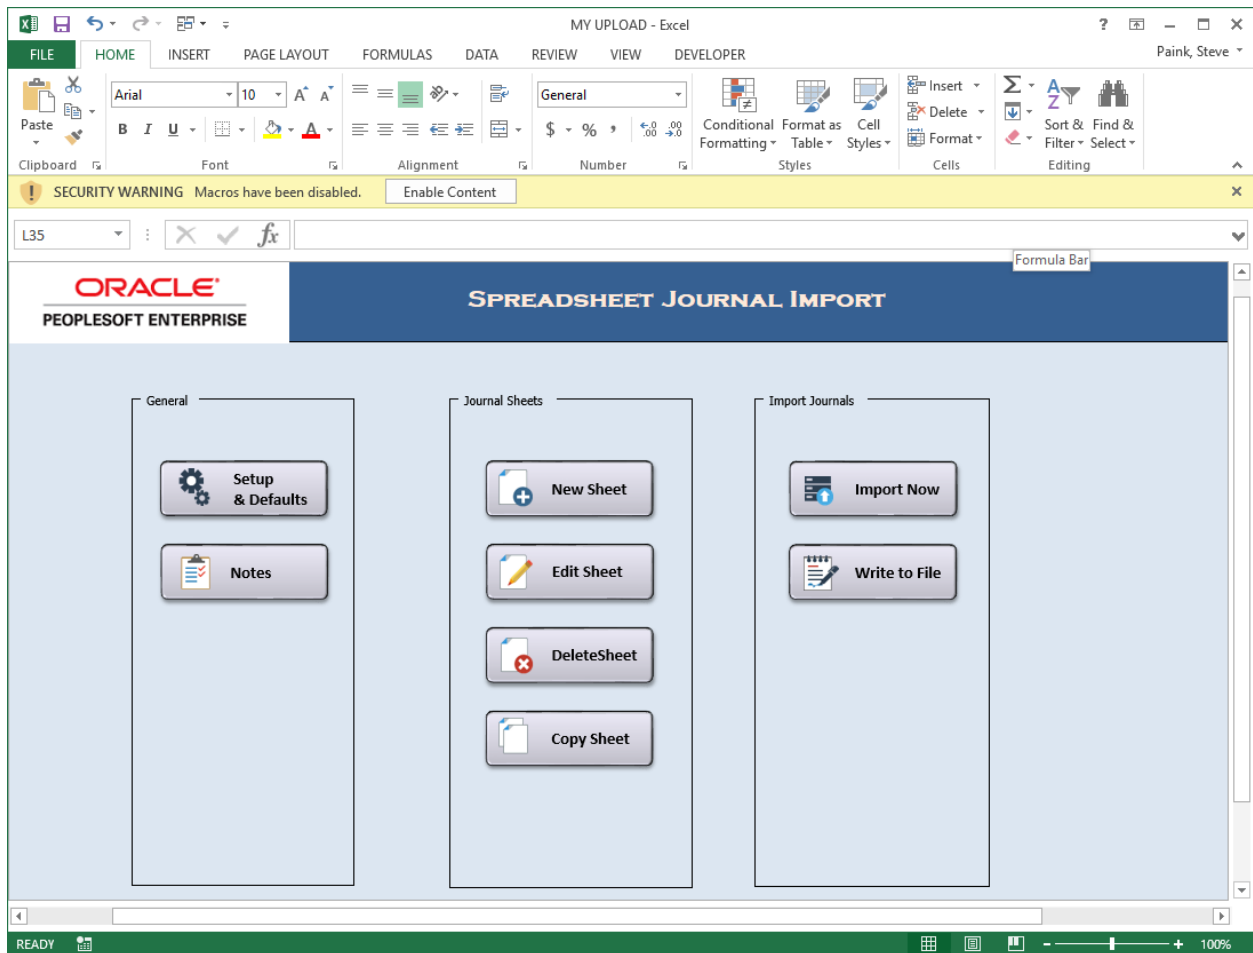 MY UPLOAD - Excel
?
FILE HOME INSERT PAGE LAYOUT FORMULAS DATA REVIEW VIEW DEVELOPER Paink, Steve
Paste
Arial 10 A A
B I U A
General
$ % , .0 .00 .00 .0
Conditional Formatting
Format as Table
Cell Styles
Insert
Delete
Format
Σ
A Z
Sort & Filter
Find & Select
Clipboard Font Alignment Number Styles Cells Editing
SECURITY WARNING Macros have been disabled. Enable Content
L35 fx
Formula Bar
ORACLE'
PEOPLESOFT ENTERPRISE
SPREADSHEET JOURNAL IMPORT
General
Setup
& Defaults
Notes
Journal Sheets
New Sheet
Edit Sheet
DeleteSheet
Copy Sheet
Import Journals
Import Now
Write to File
READY 100%